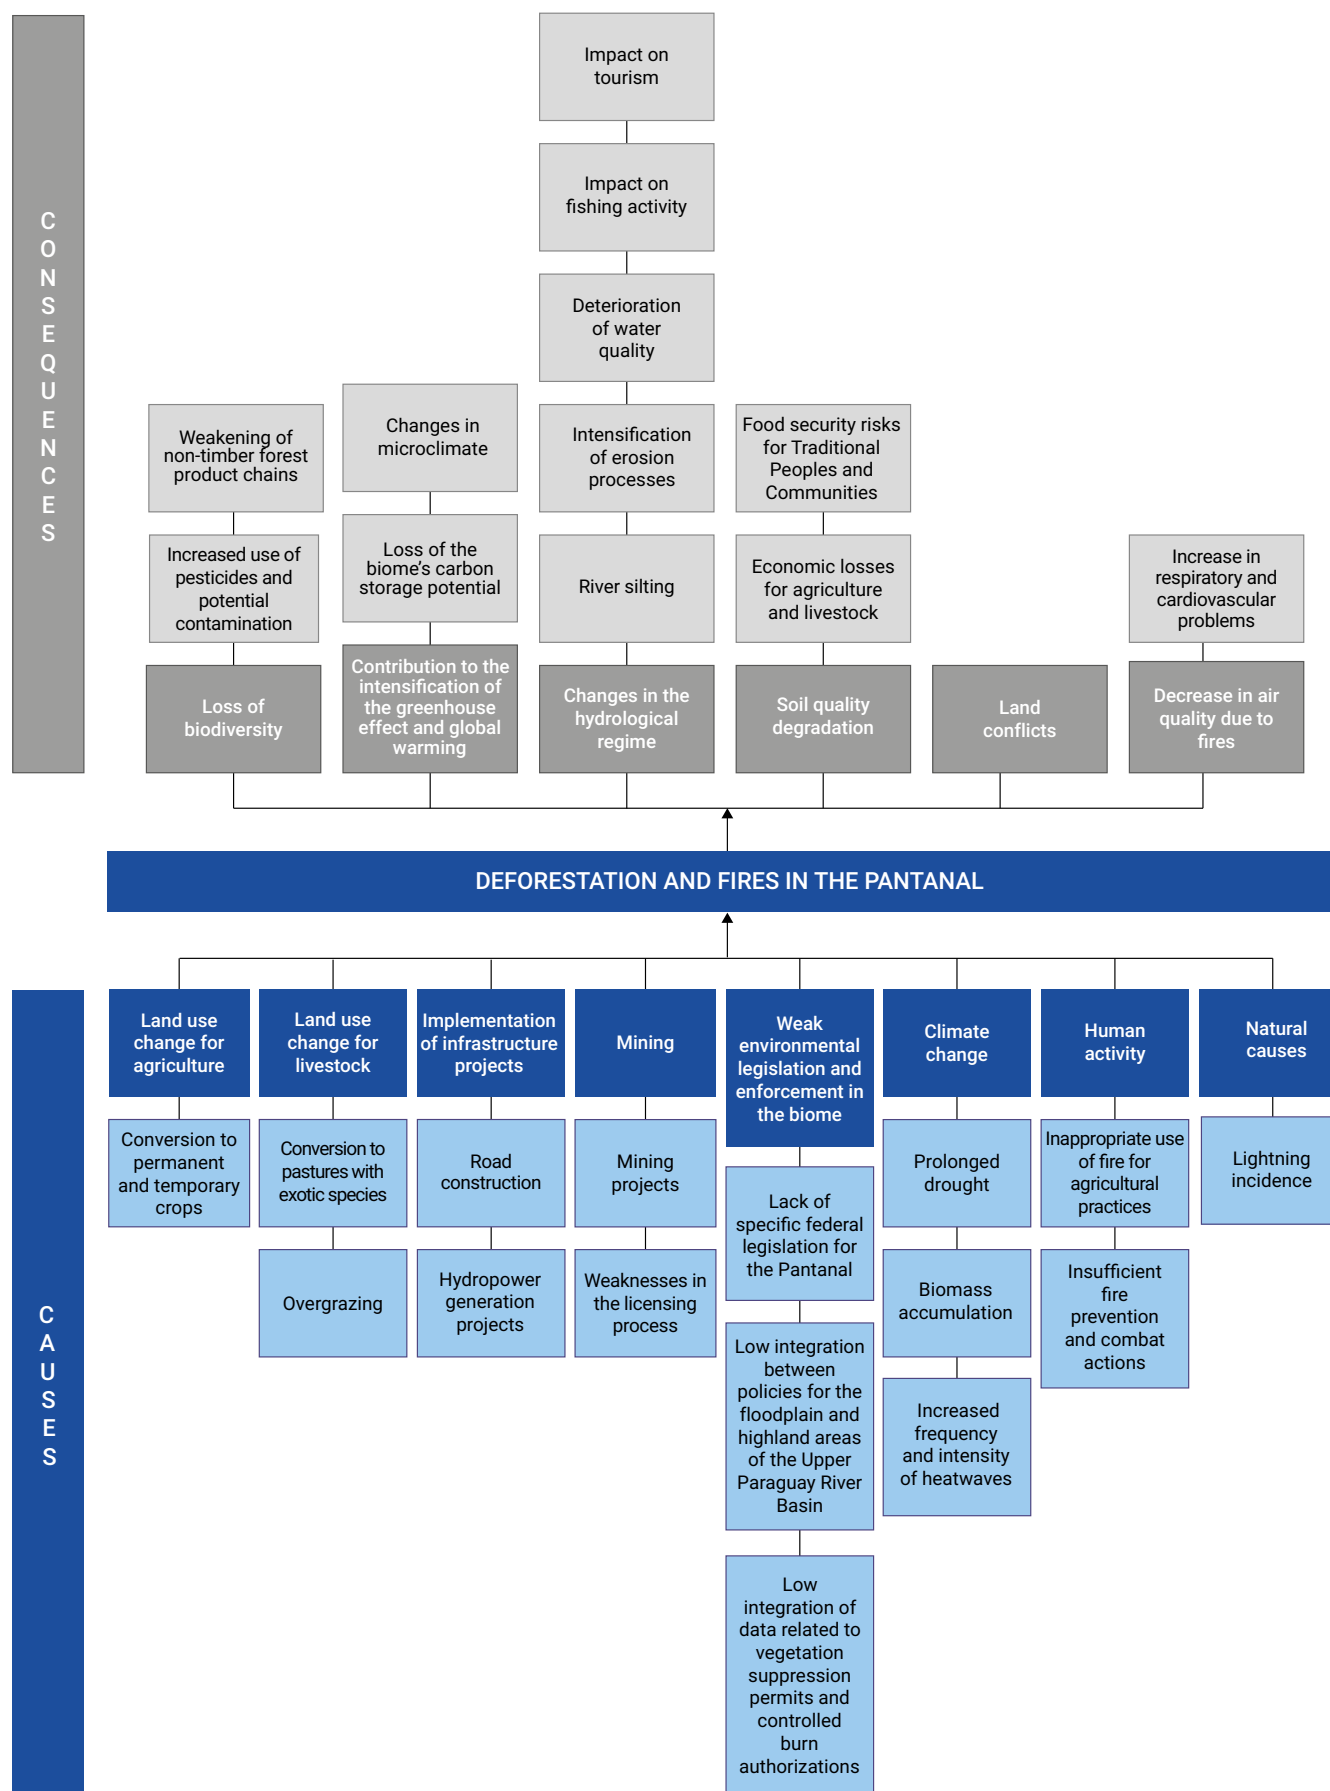 CONSEQUENCES
Impact on
tourism
Impact on
fishing activity
Deterioration
of water
quality
Weakening of
non-timber forest
product chains
Changes in
microclimate
Intensification
of erosion
processes
Food security risks
for Traditional
Peoples and
Communities
Increased use of
pesticides and
potential
contamination
Loss of the
biome's carbon
storage potential
River silting
Economic losses
for agriculture
and livestock
Increase in
respiratory and
cardiovascular
problems
Loss of
biodiversity
Contribution to the
intensification of
the greenhouse
effect and global
warming
Changes in the
hydrological
regime
Soil quality
degradation
Land
conflicts
Decrease in air
quality due to
fires
DEFORESTATION AND FIRES IN THE PANTANAL
CAUSES
Land use
change for
agriculture
Land use
change for
livestock
Implementation
of infrastructure
projects
Mining
Weak
environmental
legislation and
enforcement in
the biome
Climate
change
Human
activity
Natural
causes
Conversion to
permanent
and temporary
crops
Conversion to
pastures with
exotic species
Road
construction
Mining
projects
Lack of
specific federal
legislation for
the Pantanal
Prolonged
drought
Inappropriate use
of fire for
agricultural
practices
Lightning
incidence
Overgrazing
Hydropower
generation
projects
Weaknesses in
the licensing
process
Low integration
between
policies for the
floodplain and
highland areas
of the Upper
Paraguay River
Basin
Biomass
accumulation
Insufficient
fire
prevention
and combat
actions
Increased
frequency
and intensity
of heatwaves
Low
integration of
data related to
vegetation
suppression
permits and
controlled
burn
authorizations